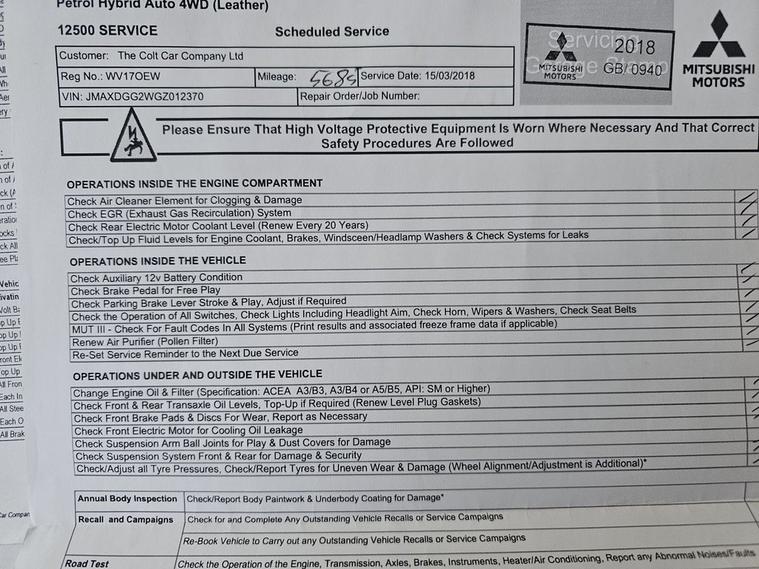 Petrol Hybrid Auto 4WD (Leather)
12500 SERVICE Scheduled Service
Customer: The Colt Car Company Ltd
Reg No.: WV17OEW Mileage: 5685 Service Date: 15/03/2018
VIN: JMAXDGG2WGZ012370 Repair Order/Job Number:
Servicing 2018
MITSUBISHI MOTORS GB/0940
MITSUBISHI
MOTORS
Please Ensure That High Voltage Protective Equipment Is Worn Where Necessary And That Correct
Safety Procedures Are Followed
OPERATIONS INSIDE THE ENGINE COMPARTMENT
Check Air Cleaner Element for Clogging & Damage
Check EGR (Exhaust Gas Recirculation) System
Check Rear Electric Motor Coolant Level (Renew Every 20 Years)
Check/Top Up Fluid Levels for Engine Coolant, Brakes, Windsceen/Headlamp Washers & Check Systems for Leaks
OPERATIONS INSIDE THE VEHICLE
Check Auxiliary 12v Battery Condition
Check Brake Pedal for Free Play
Check Parking Brake Lever Stroke & Play, Adjust if Required
Check the Operation of All Switches, Check Lights Including Headlight Aim, Check Horn, Wipers & Washers, Check Seat Belts
MUT III - Check For Fault Codes In All Systems (Print results and associated freeze frame data if applicable)
Renew Air Purifier (Pollen Filter)
Re-Set Service Reminder to the Next Due Service
OPERATIONS UNDER AND OUTSIDE THE VEHICLE
Change Engine Oil & Filter (Specification: ACEA A3/B3, A3/B4 or A5/B5, API: SM or Higher)
Check Front & Rear Transaxle Oil Levels, Top-Up if Required (Renew Level Plug Gaskets)
Check Front Brake Pads & Discs For Wear, Report as Necessary
Check Front Electric Motor for Cooling Oil Leakage
Check Suspension Arm Ball Joints for Play & Dust Covers for Damage
Check Suspension System Front & Rear for Damage & Security
Check/Adjust all Tyre Pressures, Check/Report Tyres for Uneven Wear & Damage (Wheel Alignment/Adjustment is Additional)*
Annual Body Inspection Check/Report Body Paintwork & Underbody Coating for Damage*
Recall and Campaigns Check for and Complete Any Outstanding Vehicle Recalls or Service Campaigns
Re-Book Vehicle to Carry out any Outstanding Vehicle Recalls or Service Campaigns
Road Test Check the Operation of the Engine, Transmission, Axles, Brakes, Instruments, Heater/Air Conditioning, Report any Abnormal Noises/Faults